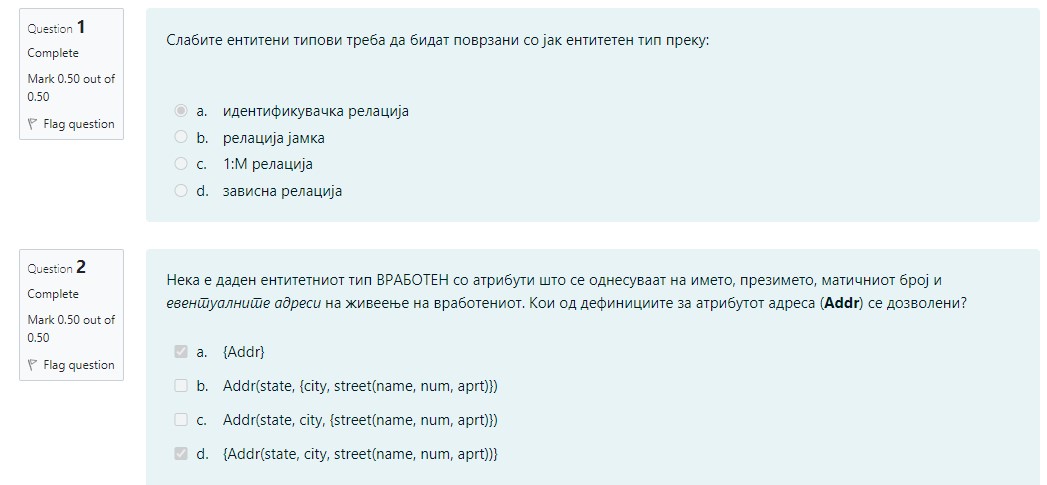 Question 1
Complete
Mark 0.50 out of
0.50
Flag question
Слабите ентитени типови треба да бидат поврзани со јак ентитетен тип преку:
a. идентификувачка релација
b. релација јамка
c. 1:М релација
d. зависна релација
Question 2
Complete
Mark 0.50 out of
0.50
Flag question
Нека е даден ентитетниот тип ВРАБОТЕН со атрибути што се однесуваат на името, презимето, матичниот број и
евентуалните адреси на живеење на вработениот. Кои од дефинициите за атрибутот адреса (Addr) се дозволени?
a. {Addr}
b. Addr(state, {city, street(name, num, aprt)})
c. Addr(state, city, {street(name, num, aprt)})
d. {Addr(state, city, street(name, num, aprt))}